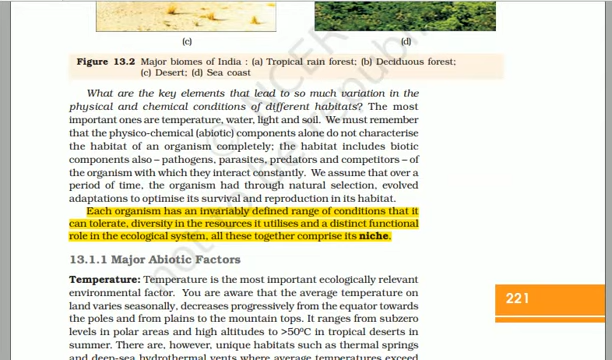 (c)
(d)
Figure 13.2 Major biomes of India : (a) Tropical rain forest; (b) Deciduous forest;
(c) Desert; (d) Sea coast
What are the key elements that lead to so much variation in the
physical and chemical conditions of different habitats? The most
important ones are temperature, water, light and soil. We must remember
that the physico-chemical (abiotic) components alone do not characterise
the habitat of an organism completely; the habitat includes biotic
components also – pathogens, parasites, predators and competitors – of
the organism with which they interact constantly. We assume that over a
period of time, the organism had through natural selection, evolved
adaptations to optimise its survival and reproduction in its habitat.
Each organism has an invariably defined range of conditions that it
can tolerate, diversity in the resources it utilises and a distinct functional
role in the ecological system, all these together comprise its niche.
13.1.1 Major Abiotic Factors
Temperature: Temperature is the most important ecologically relevant
environmental factor. You are aware that the average temperature on
land varies seasonally, decreases progressively from the equator towards
the poles and from plains to the mountain tops. It ranges from subzero
levels in polar areas and high altitudes to >50⁰C in tropical deserts in
summer. There are, however, unique habitats such as thermal springs
and deep-sea hydrothermal vents where average temperatures exceed
221